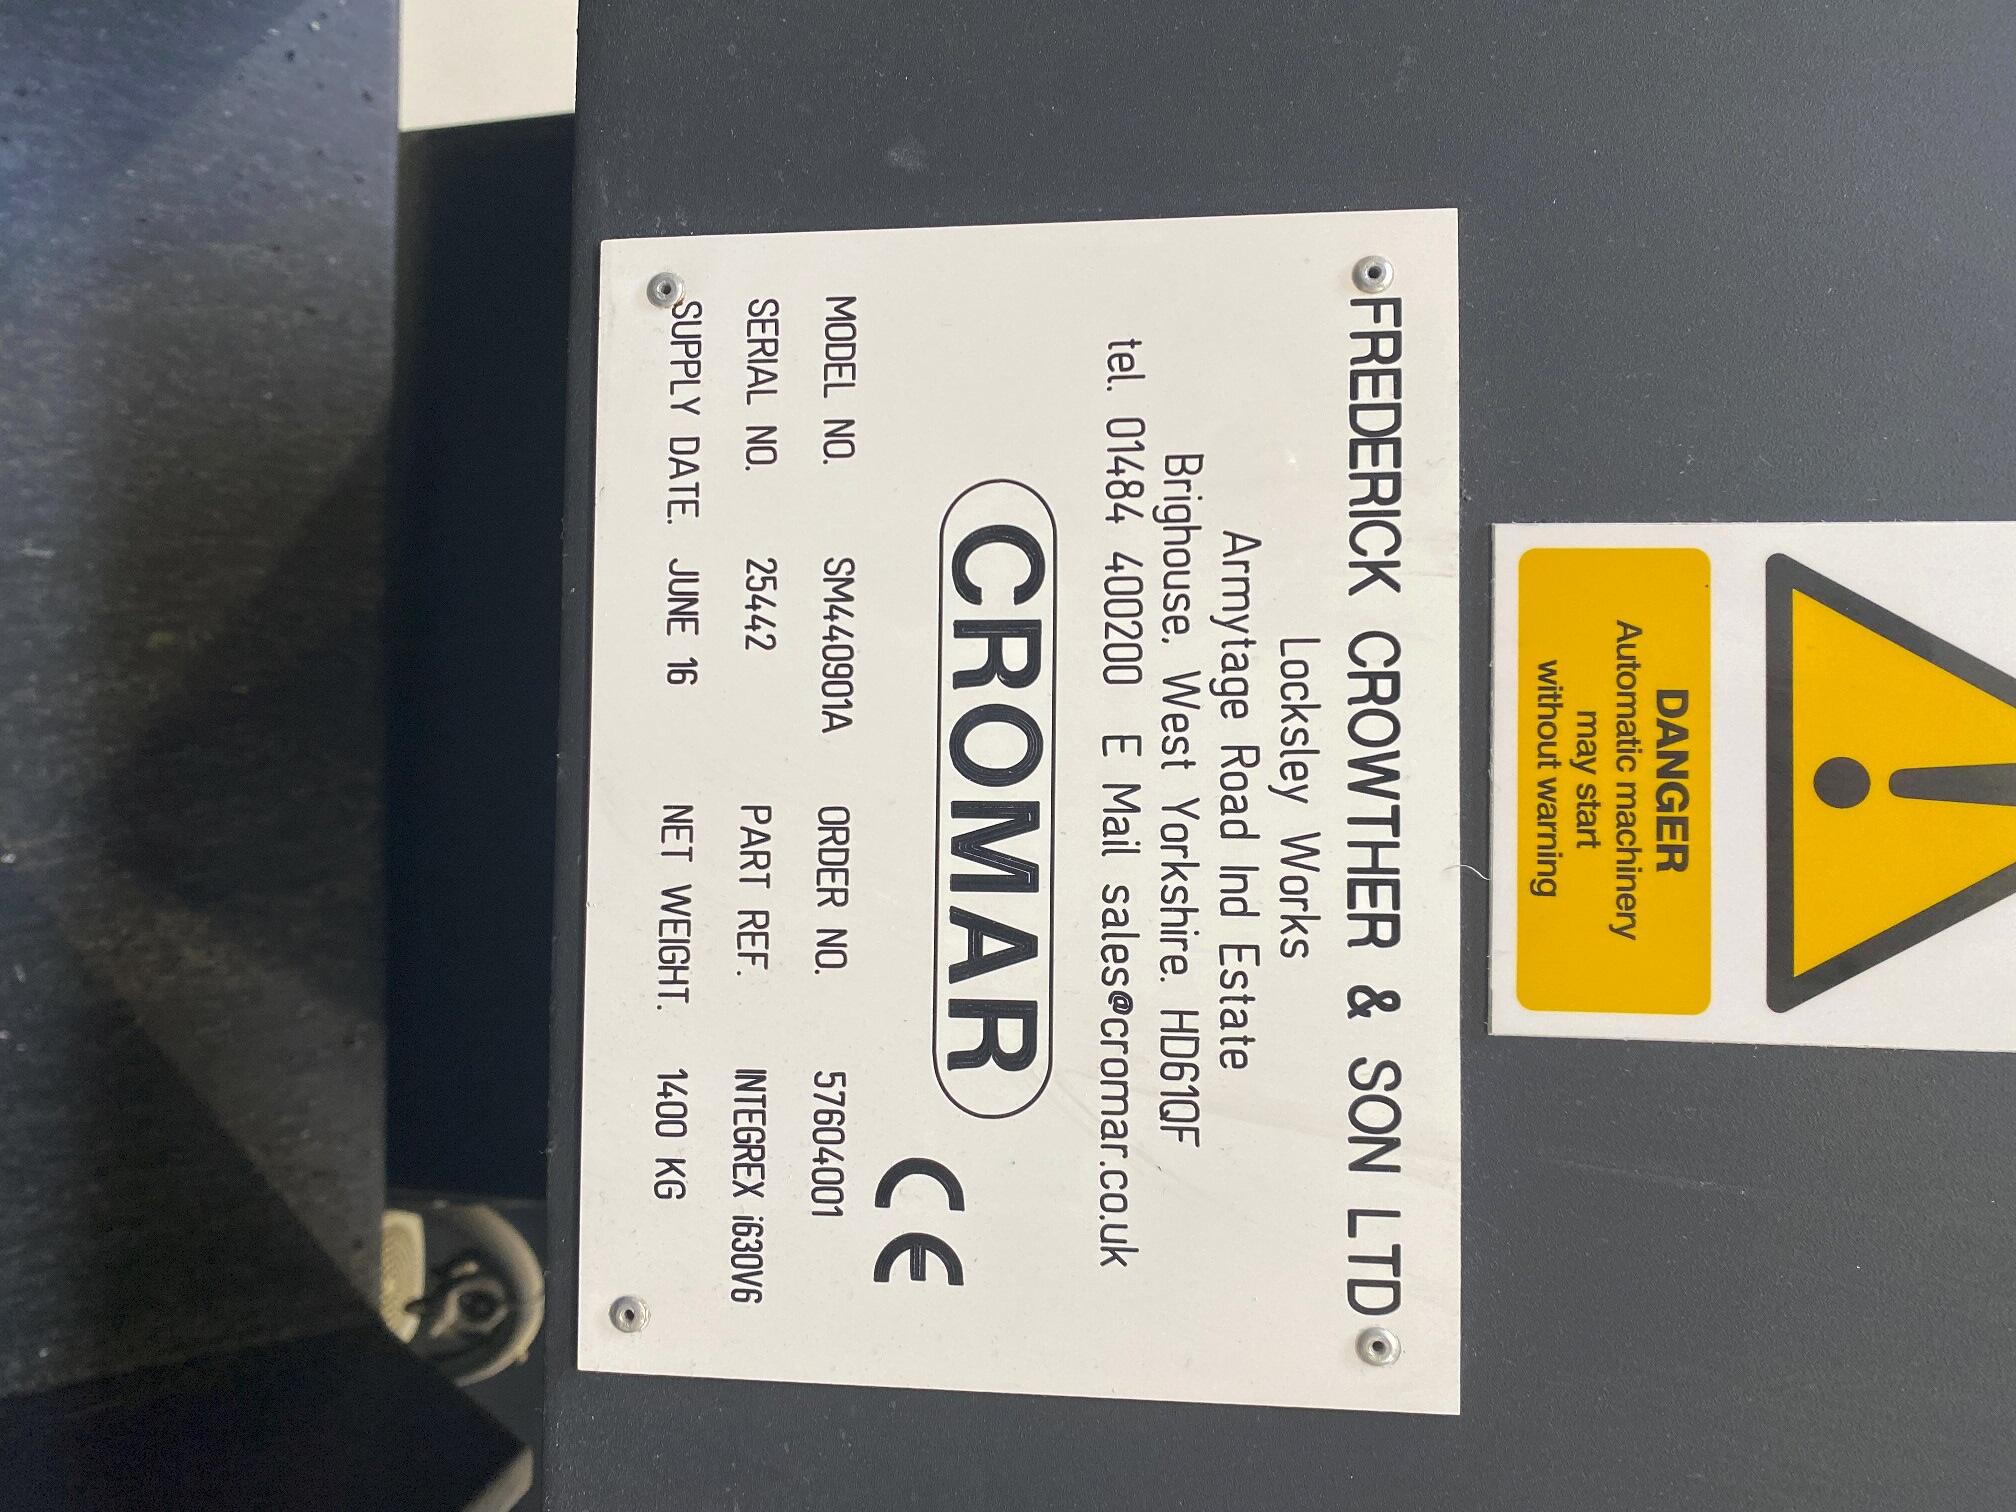 FREDERICK CROWTHER & SON LTD
Locksley Works
Armytage Road Ind Estate
Brighouse. West Yorkshire. HD61QF
tel. 01484 400200 E Mail sales@cromar.co.uk
CROMAR
CE
MODEL NO. SM440901A ORDER NO. 57604001
SERIAL NO. 25442 PART REF. INTEGREX i630V6
SUPPLY DATE. JUNE 16 NET WEIGHT. 1400 KG
DANGER
Automatic machinery
may start
without warning